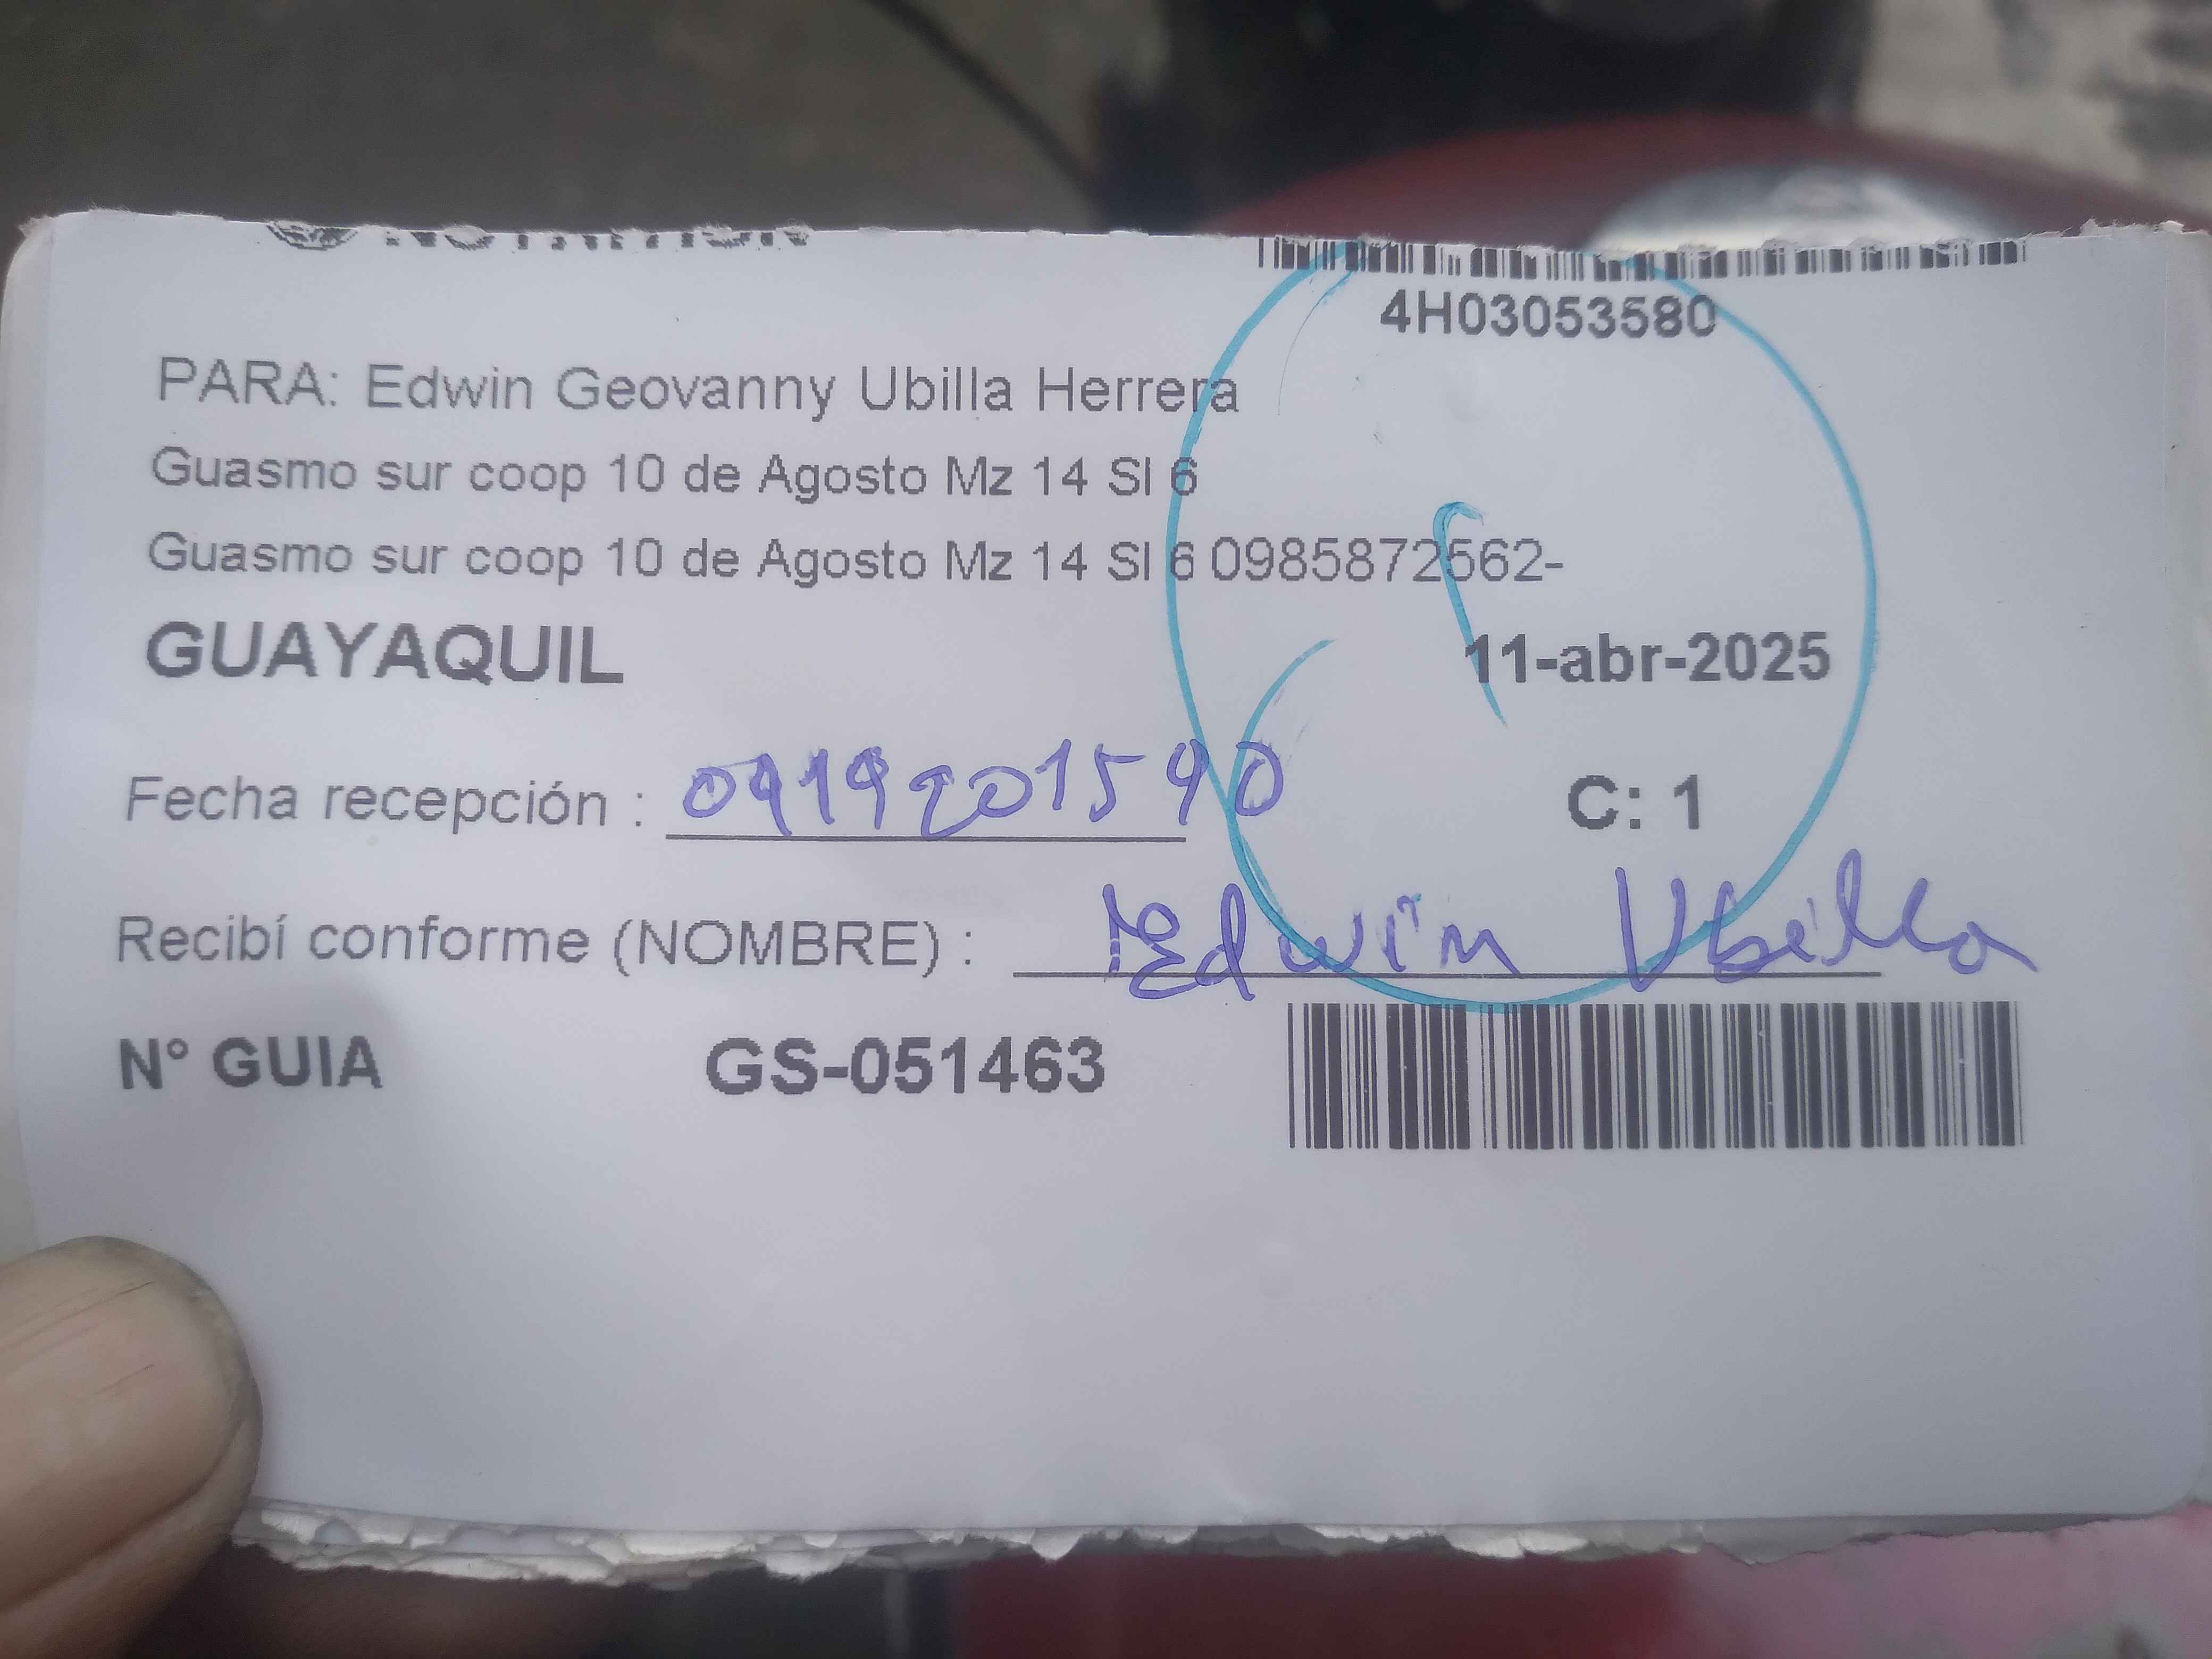 4H03053580
PARA: Edwin Geovanny Ubilla Herrera
Guasmo sur coop 10 de Agosto Mz 14 Sl 6
Guasmo sur coop 10 de Agosto Mz 14 Sl 6 0985872562-
GUAYAQUIL 11-abr-2025
Fecha recepción : 0919201590 C: 1
Recibí conforme (NOMBRE) : Edwin Ubilla
N° GUIA GS-051463